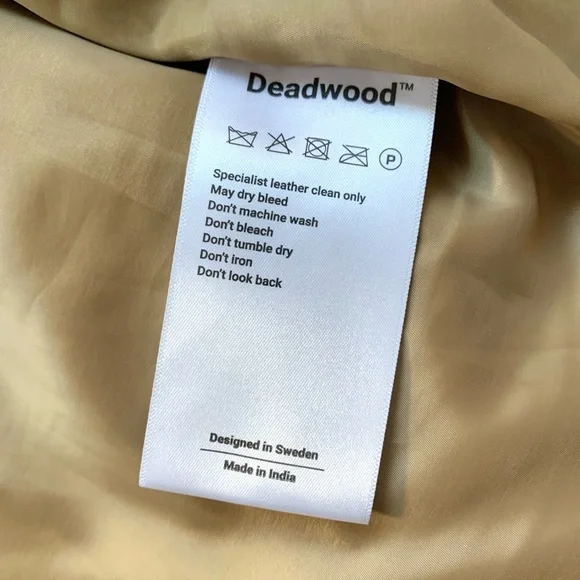 Deadwood™
P
Specialist leather clean only
May dry bleed
Don't machine wash
Don't bleach
Don't tumble dry
Don't iron
Don't look back
Designed in Sweden
Made in India